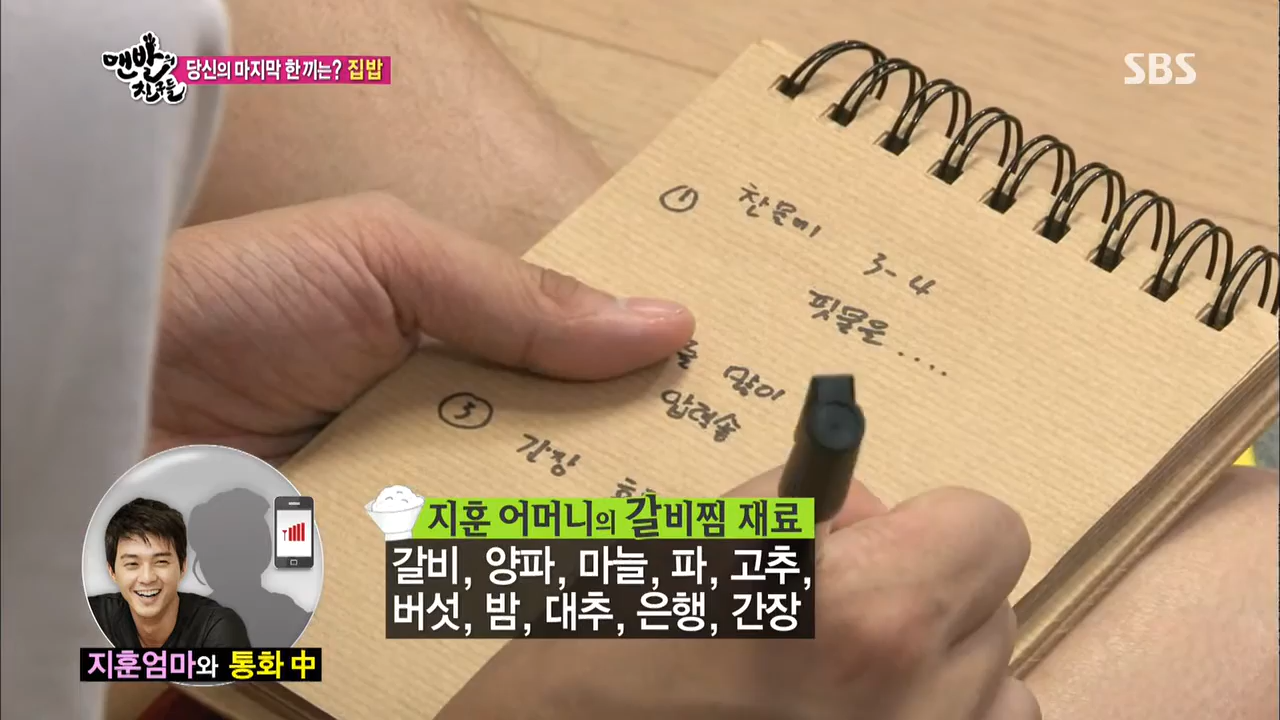 맨발의
친구들
당신의 마지막 한 끼는? 집밥
SBS
① 찬물에
3-4
핏물은 ....
물 많이
압력솥
③ 간장
지훈 어머니의 갈비찜 재료
갈비, 양파, 마늘, 파, 고추,
버섯, 밤, 대추, 은행, 간장
지훈엄마와 통화 中